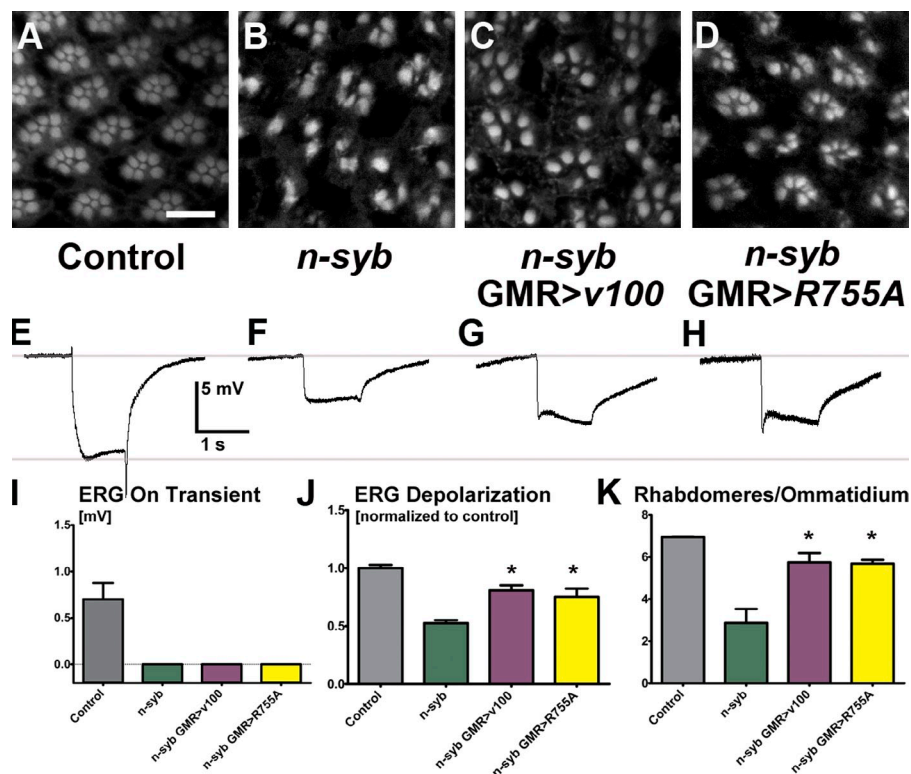 A
B
C
D
Control
n-syb
n-syb
GMR>v100
n-syb
GMR>R755A
E
F
G
H
5 mV
1 s
I
ERG On Transient
[mV]
1.5
1.0
0.5
0.0
Control
n-syb
n-syb GMR>v100
n-syb GMR>R755A
J
ERG Depolarization
[normalized to control]
1.5
1.0
0.5
0.0
*
*
Control
n-syb
n-syb GMR>v100
n-syb GMR>R755A
K
Rhabdomeres/Ommatidium
8
6
4
2
*
*
Control
n-syb
n-syb GMR>v100
n-syb GMR>R755A